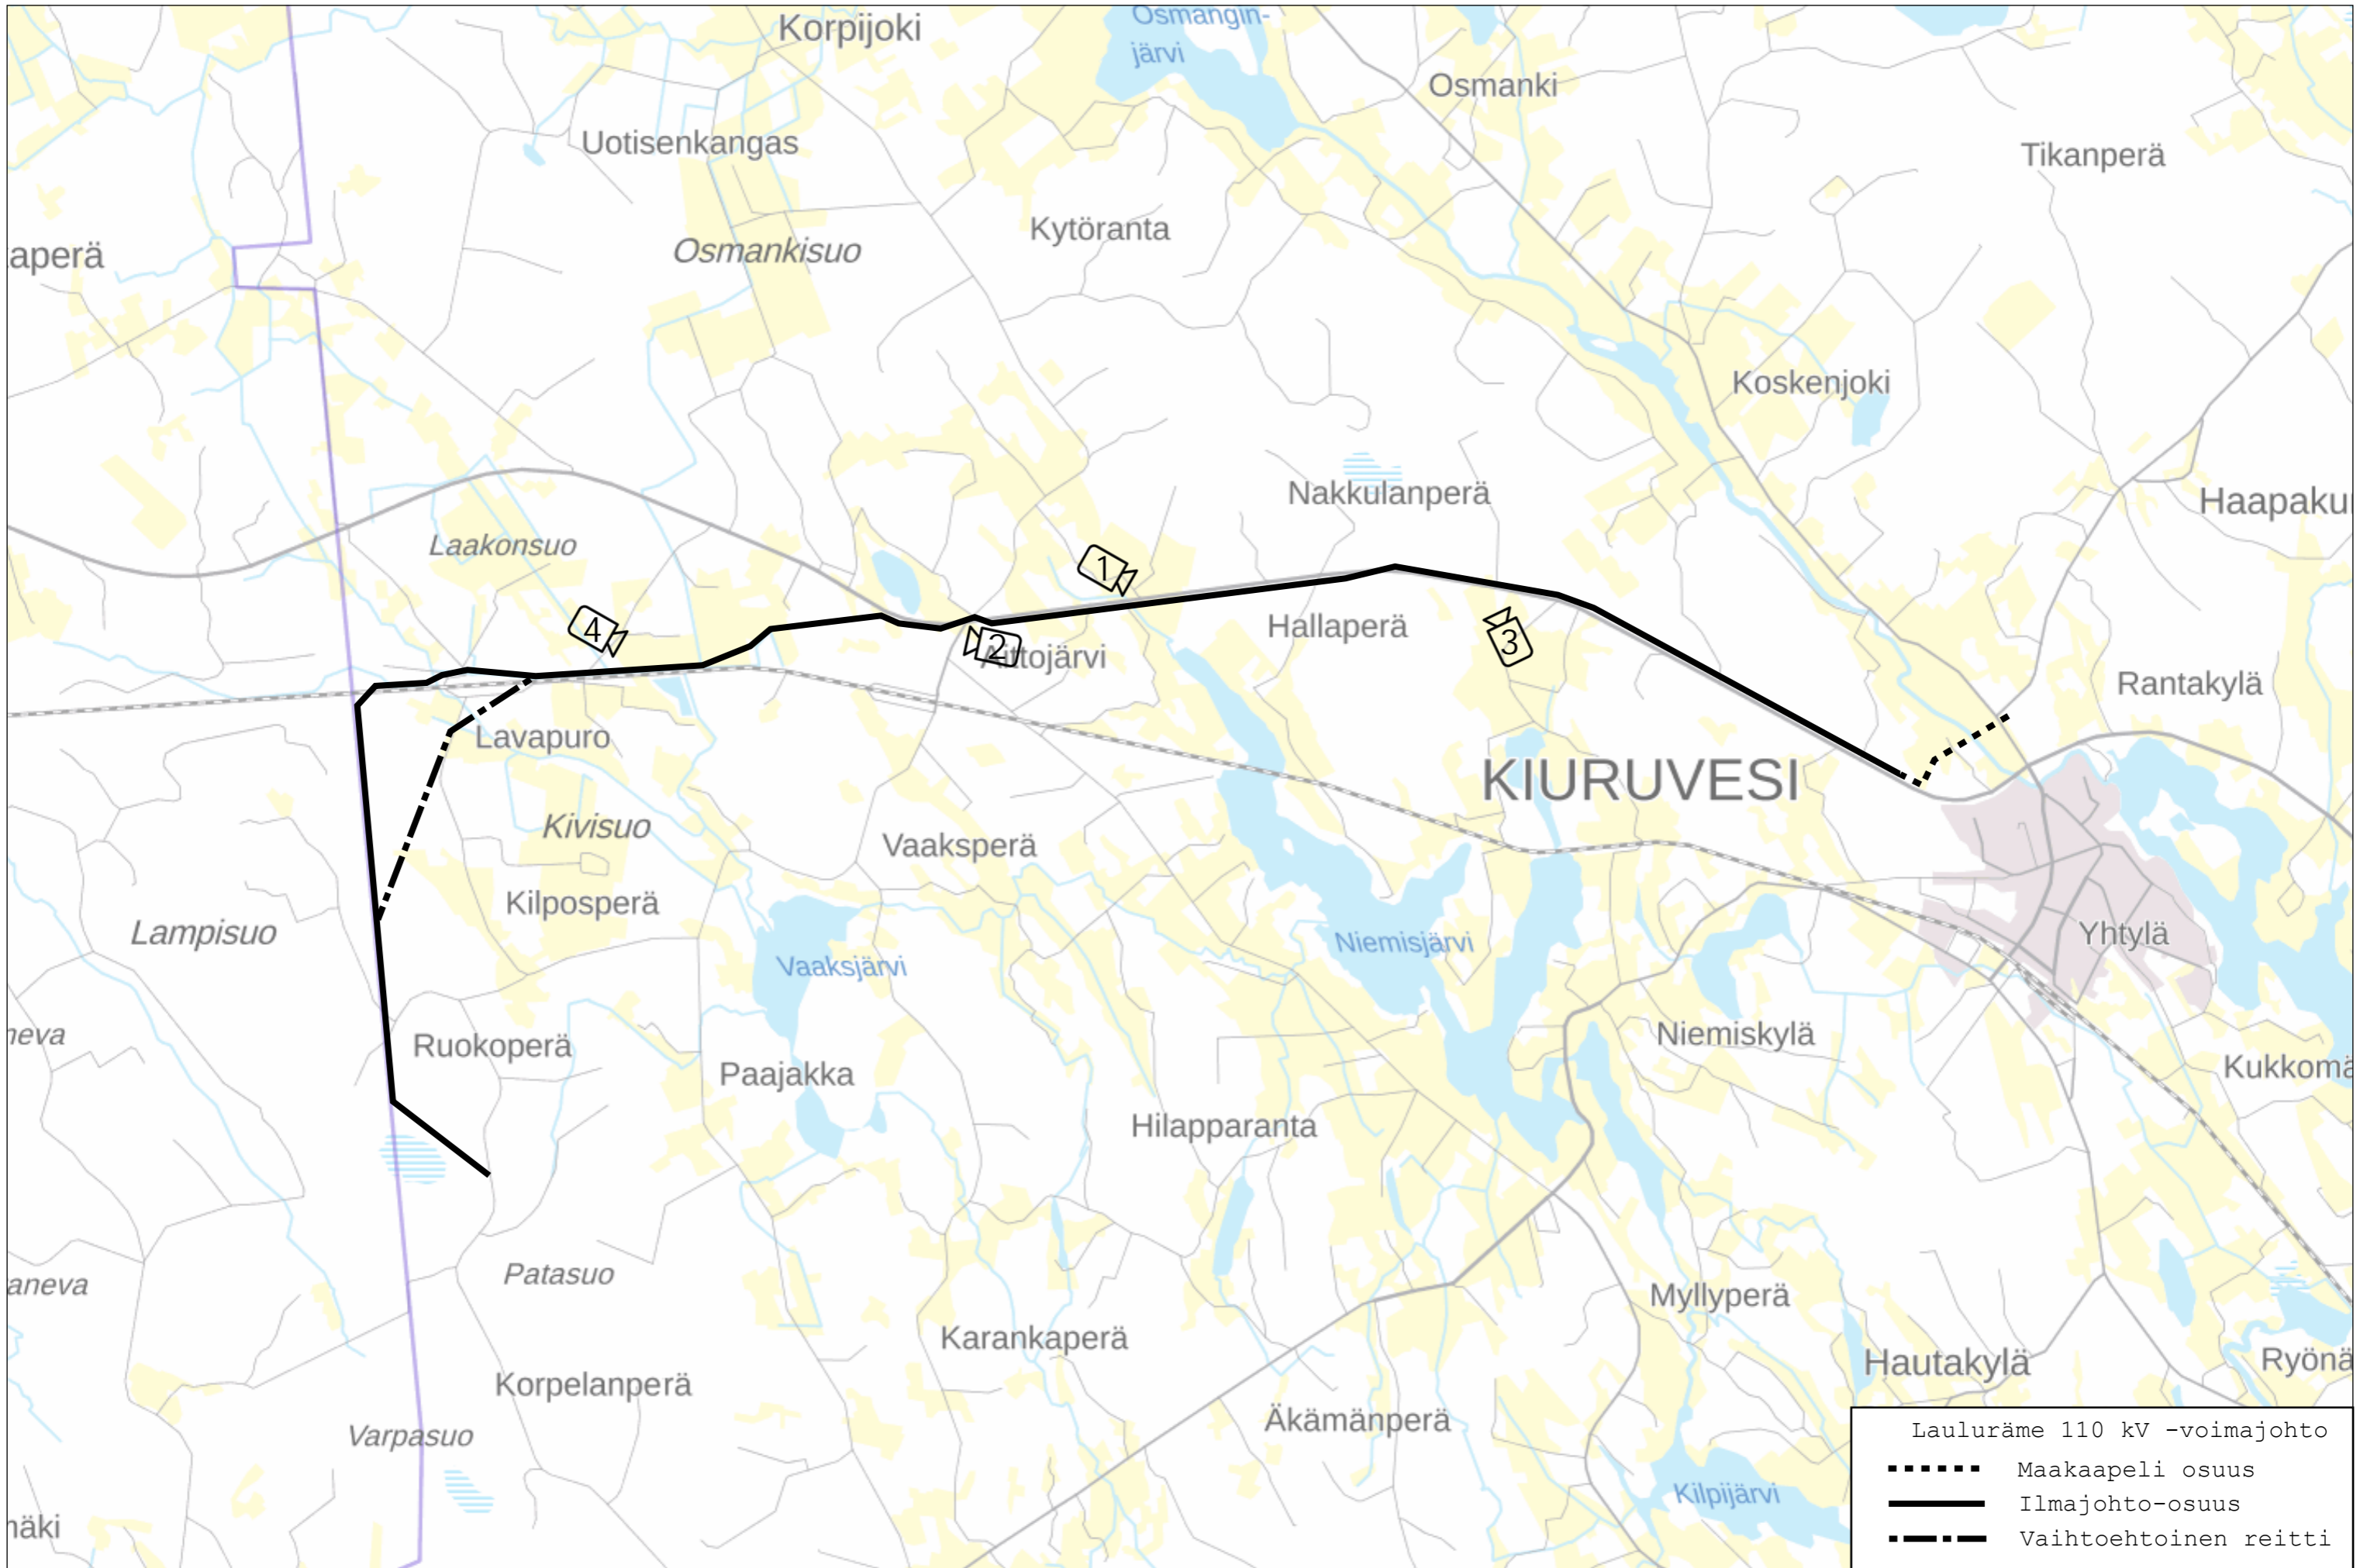 Korpijoki
Osmangin-
järvi
Osmanki
Uotisenkangas
Tikanperä
Kytöranta
Osmankisuo
aperä
Koskenjoki
Nakkulanperä
Haapaku
Laakonsuo
1
4
2
Aittojärvi
Hallaperä
3
Rantakylä
Lavapuro
KIURUVESI
Kivisuo
Vaaksperä
Kilposperä
Lampisuo
Niemisjärvi
Yhtylä
Vaaksjärvi
neva
Ruokoperä
Niemiskylä
Paajakka
Kukkomä
Hilapparanta
Patasuo
aneva
Myllyperä
Karankaperä
Hautakylä
Ryönä
Korpelanperä
Äkämänperä
Varpasuo
Kilpijärvi
näki
Lauluräme 110 kV -voimajohto
Maakaapeli osuus
Ilmajohto-osuus
Vaihtoehtoinen reitti